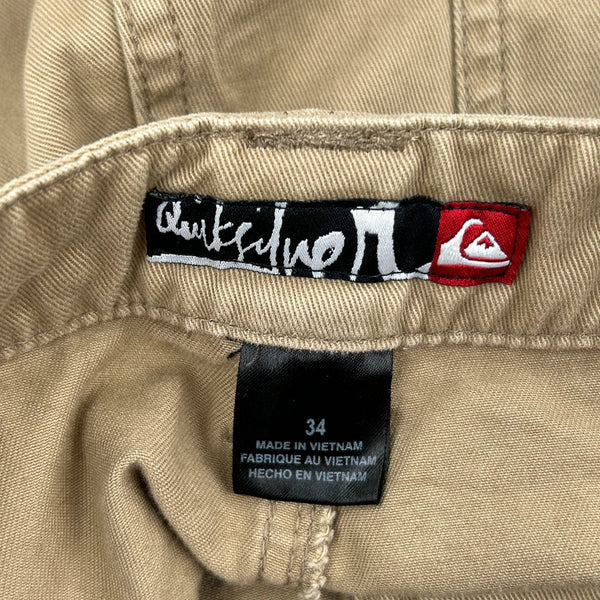 Quiksilver
34
MADE IN VIETNAM
FABRIQUE AU VIETNAM
HECHO EN VIETNAM